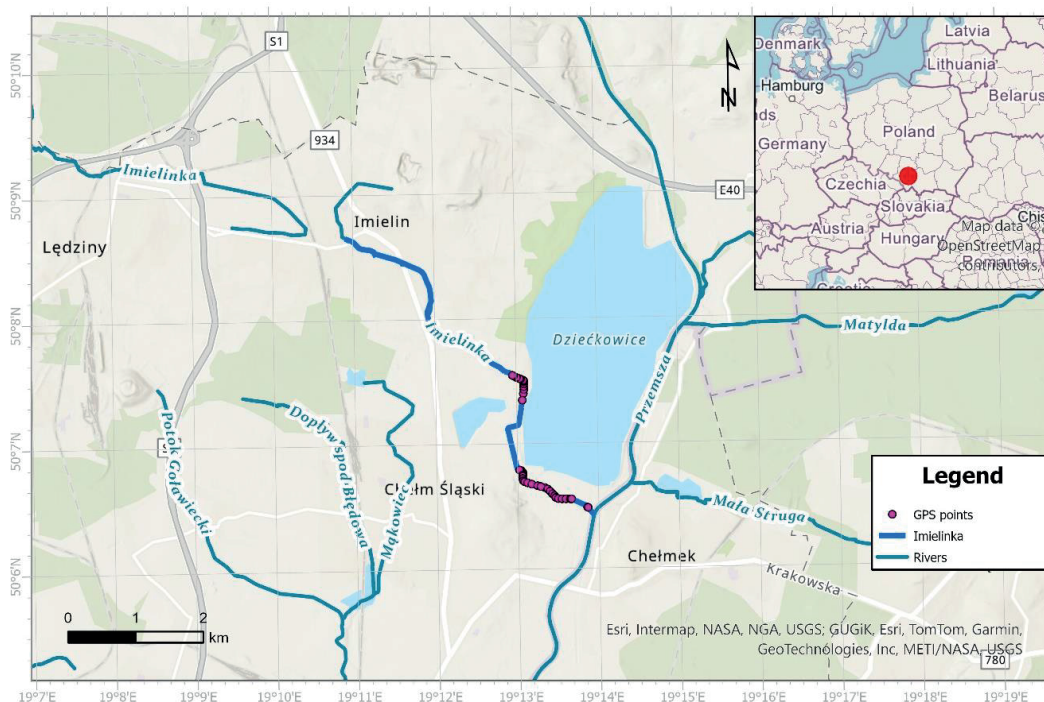 S1
934
E40
S
780
Imielinka
Imielin
Lędziny
Imielinka
Dziećkowice
Matylda
Przemsza
Potok Goławiecki
Dopływ spod Błędowa
Mąkowiec
Chełm Śląski
Mała Struga
Chełmek
Krakowska
N
Denmark
Latvia
Lithuania
Hamburg
Belarus
nds
Poland
Germany
Czechia
Slovakia
Austria
Hungary
Romania
Croatia
Chis
Map data ©
OpenStreetMap
contributors,
Legend
GPS points
Imielinka
Rivers
0 1 2
km
Esri, Intermap, NASA, NGA, USGS; GUGiK, Esri, TomTom, Garmin,
GeoTechnologies, Inc, METI/NASA, USGS
50°10'N
50°9'N
50°8'N
50°7'N
50°6'N
19°7'E 19°8'E 19°9'E 19°10'E 19°11'E 19°12'E 19°13'E 19°14'E 19°15'E 19°16'E 19°17'E 19°18'E 19°19'E